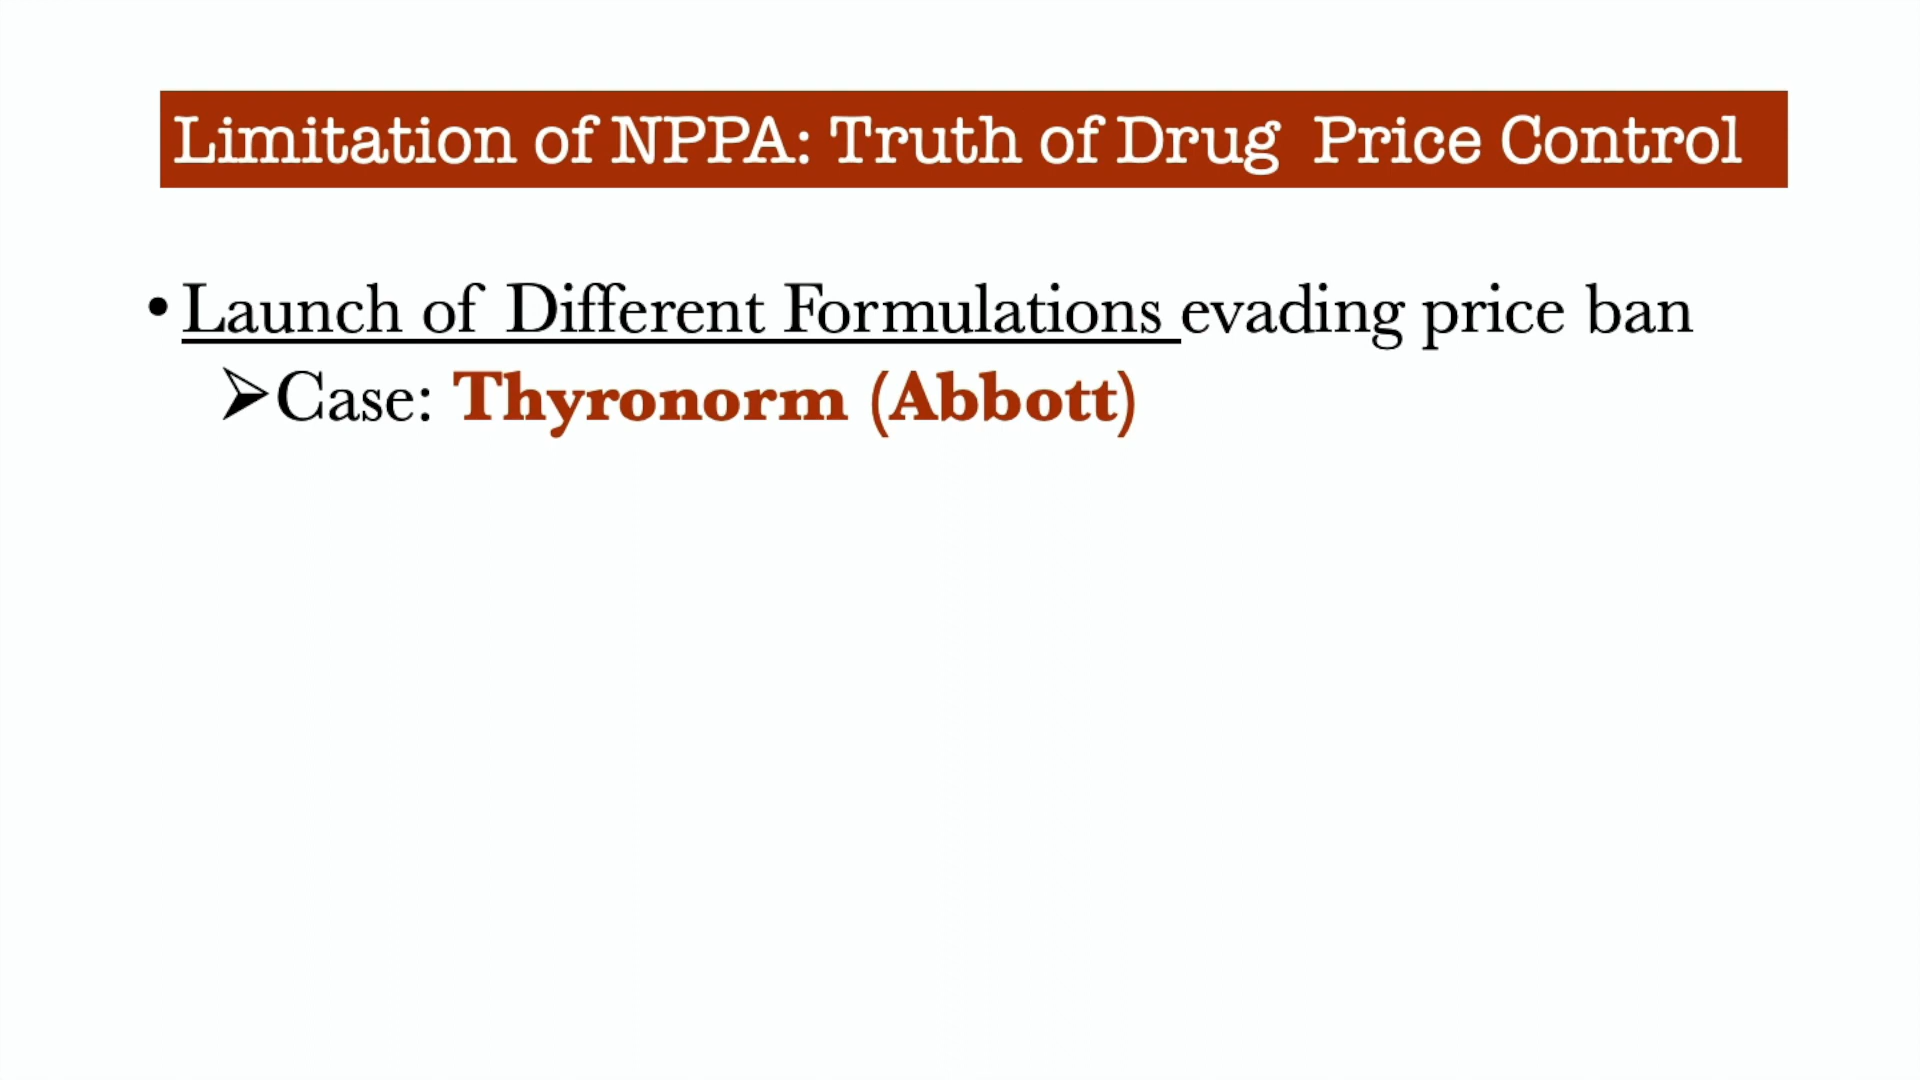 Limitation of NPPA: Truth of Drug Price Control
• Launch of Different Formulations evading price ban
➢Case: Thyronorm (Abbott)